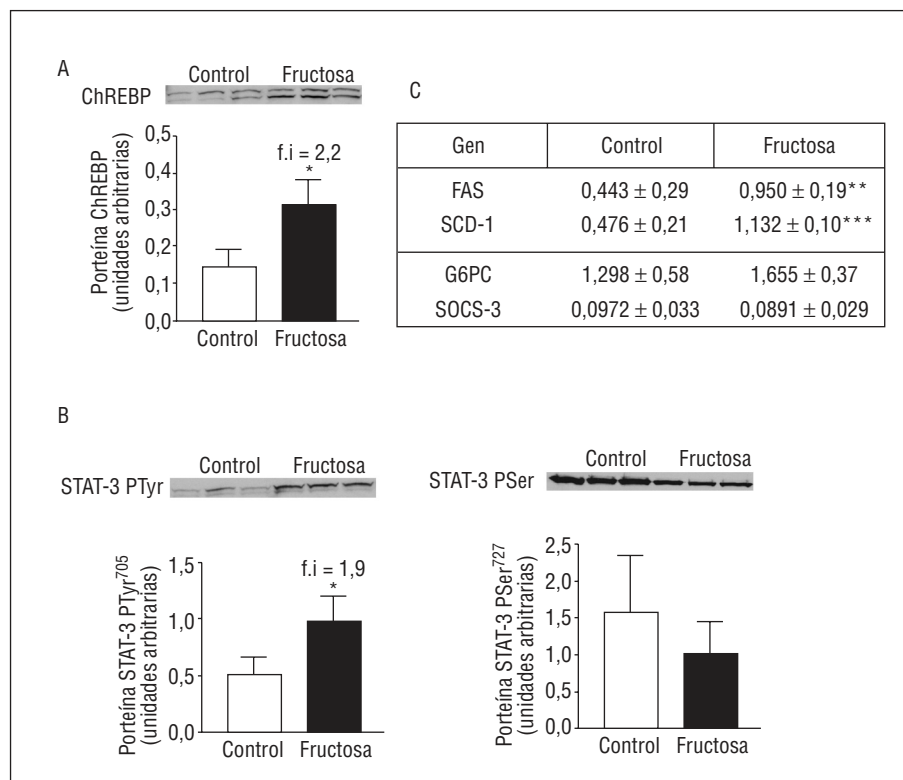 A
Control Fructosa
ChREBP
Porteína ChREBP
(unidades arbitrarias)
0,5
0,4
0,3
0,2
0,1
0,0
f.i = 2,2
*
Control Fructosa
C
Gen Control Fructosa
FAS 0,443 ± 0,29 0,950 ± 0,19**
SCD-1 0,476 ± 0,21 1,132 ± 0,10***
G6PC 1,298 ± 0,58 1,655 ± 0,37
SOCS-3 0,0972 ± 0,033 0,0891 ± 0,029
B
Control Fructosa
STAT-3 PTyr
Porteína STAT-3 PTyr705
(unidades arbitrarias)
1,5
1,0
0,5
0,0
f.i = 1,9
*
Control Fructosa
Control Fructosa
STAT-3 PSer
Porteína STAT-3 PSer727
(unidades arbitrarias)
2,5
2,0
1,5
1,0
0,5
0,0
Control Fructosa